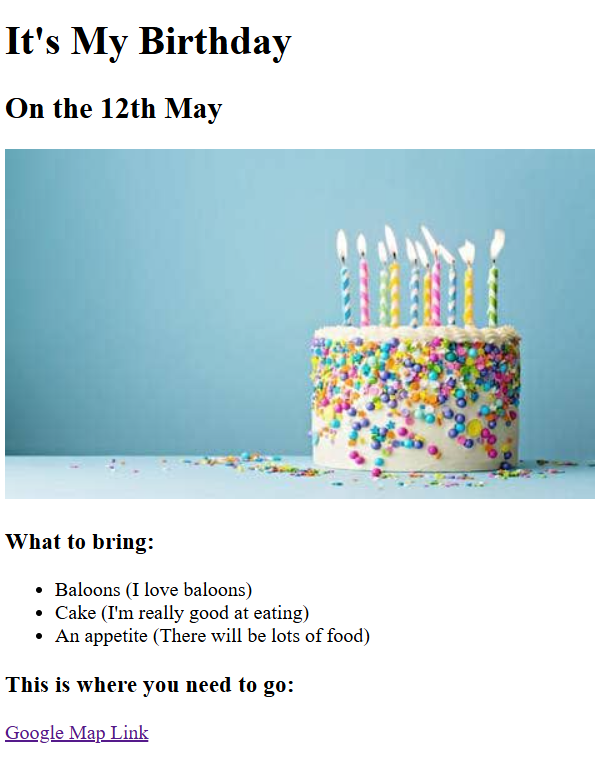 It's My Birthday
On the 12th May
What to bring:
Baloons (I love baloons)
Cake (I'm really good at eating)
An appetite (There will be lots of food)
This is where you need to go:
Google Map Link